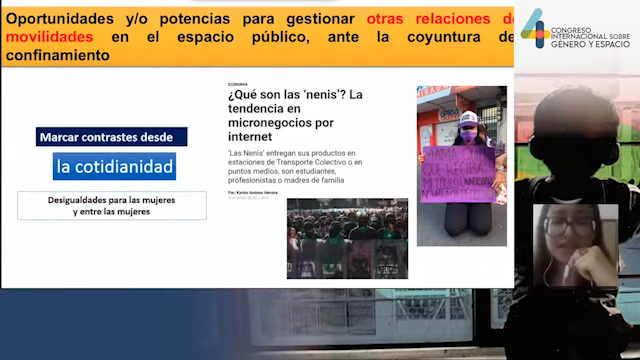 Oportunidades y/o potencias para gestionar otras relaciones de
movilidades en el espacio público, ante la coyuntura de
confinamiento
4
CONGRESO
INTERNACIONAL SOBRE
GÉNERO Y ESPACIO
Marcar contrastes desde
la cotidianidad
Desigualdades para las mujeres
y entre las mujeres
ECONOMÍA
¿Qué son las ‘nenis’? La
tendencia en
micronegocios por
internet
‘Las Nenis’ entregan sus productos en
estaciones de Transporte Colectivo o en
puntos medios, son estudiantes,
profesionistas o madres de familia
QUE RECIBA